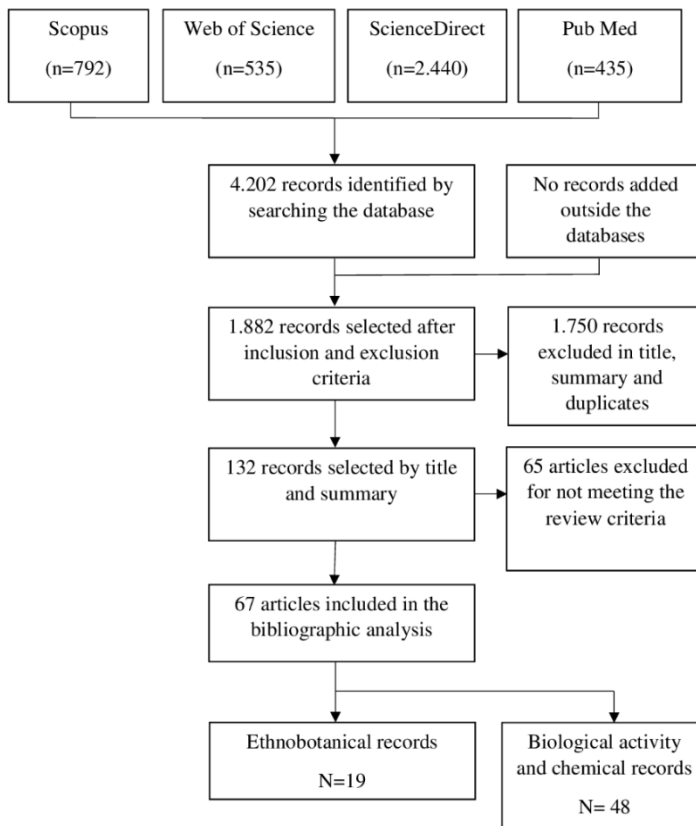 Scopus
(n=792)
Web of Science
(n=535)
ScienceDirect
(n=2.440)
Pub Med
(n=435)
4.202 records identified by
searching the database
No records added
outside the
databases
1.882 records selected after
inclusion and exclusion
criteria
1.750 records
excluded in title,
summary and
duplicates
132 records selected by title
and summary
65 articles excluded
for not meeting the
review criteria
67 articles included in the
bibliographic analysis
Ethnobotanical records
N=19
Biological activity
and chemical records
N= 48